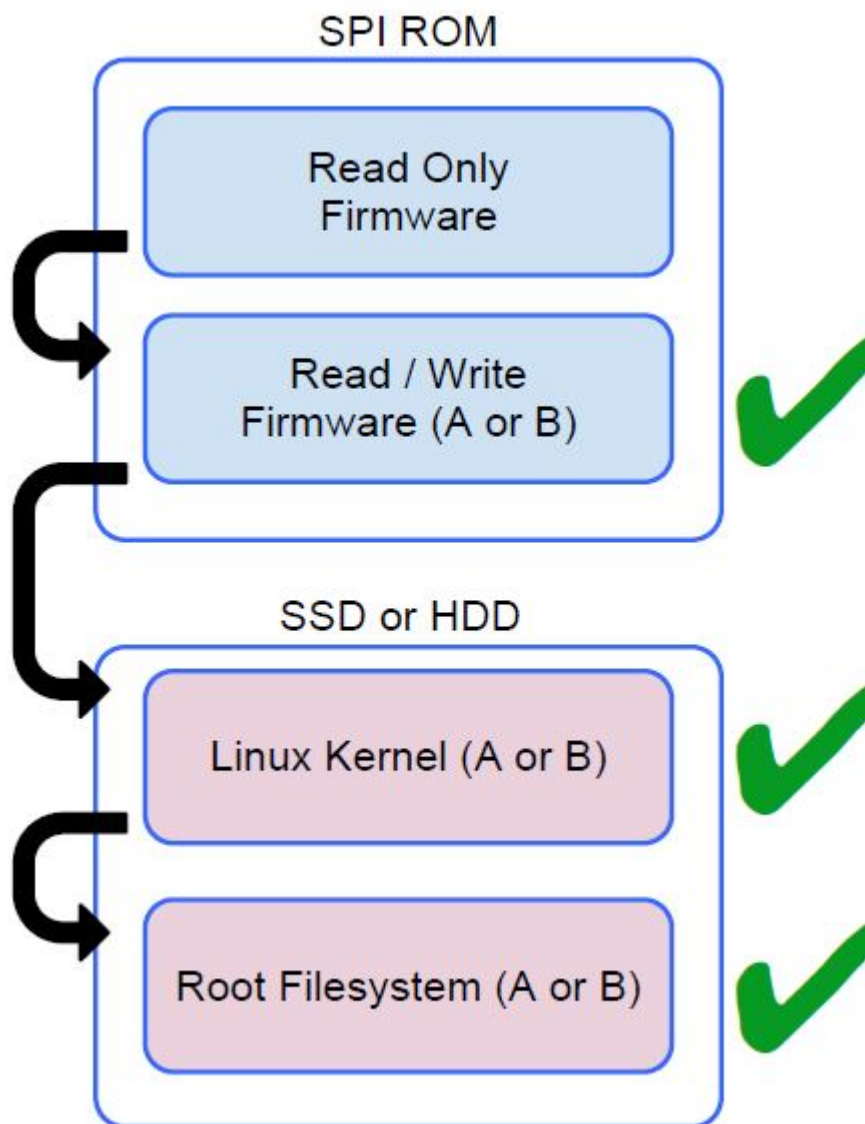 SPI ROM
Read Only
Firmware
Read / Write
Firmware (A or B)
SSD or HDD
Linux Kernel (A or B)
Root Filesystem (A or B)